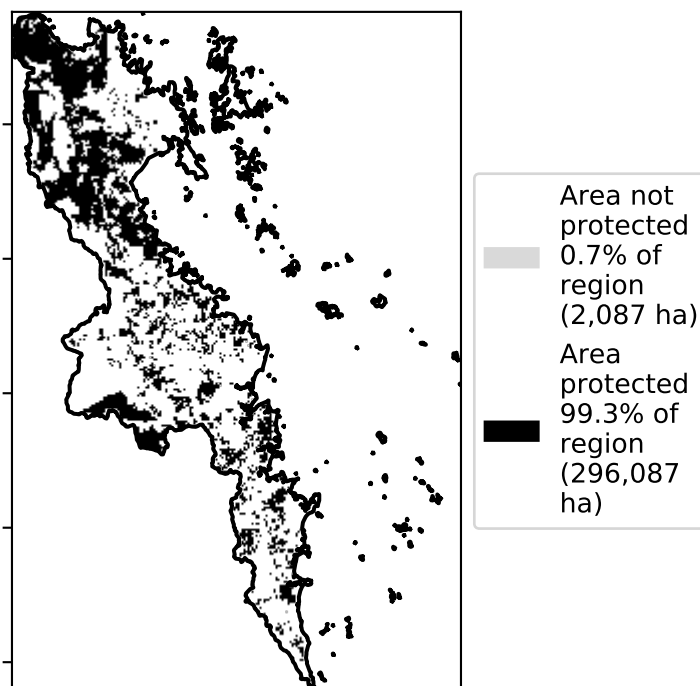 Area not
protected
0.7% of
region
(2,087 ha)
Area
protected
99.3% of
region
(296,087
ha)